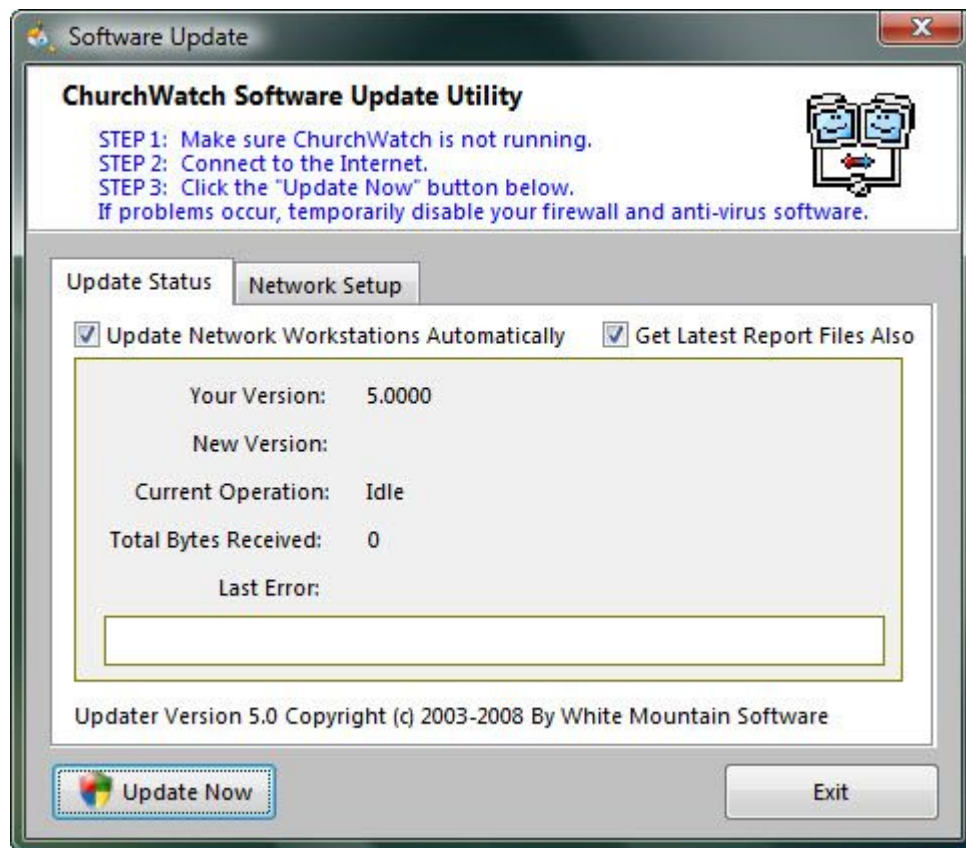 Software Update
ChurchWatch Software Update Utility
STEP 1: Make sure ChurchWatch is not running.
STEP 2: Connect to the Internet.
STEP 3: Click the "Update Now" button below.
If problems occur, temporarily disable your firewall and anti-virus software.
Update Status
Network Setup
Update Network Workstations Automatically
Get Latest Report Files Also
Your Version: 5.0000
New Version:
Current Operation: Idle
Total Bytes Received: 0
Last Error:
Updater Version 5.0 Copyright (c) 2003-2008 By White Mountain Software
Update Now
Exit